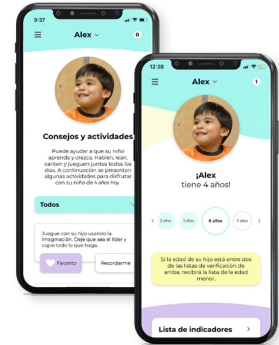 9:37
Alex
0
Consejos y actividades
Puede ayudar a que su niño
aprenda y crezca. Hablen, lean,
canten y jueguen juntos todos los
días. A continuación se presentan
algunas actividades para disfrutar
con su niño de 4 años hoy.
Todos
Juegue con su hijo usando la
imaginación. Deje que sea el líder y
copie todo lo que haga.
Favorito
Recordarme
12:38
Alex
1
¡Alex
tiene 4 años!
2 años
3 años
4 años
5 años
Si la edad de su hijo está entre dos
de las listas de verificación de
arriba, recibirá la lista de la edad
menor.
Lista de indicadores